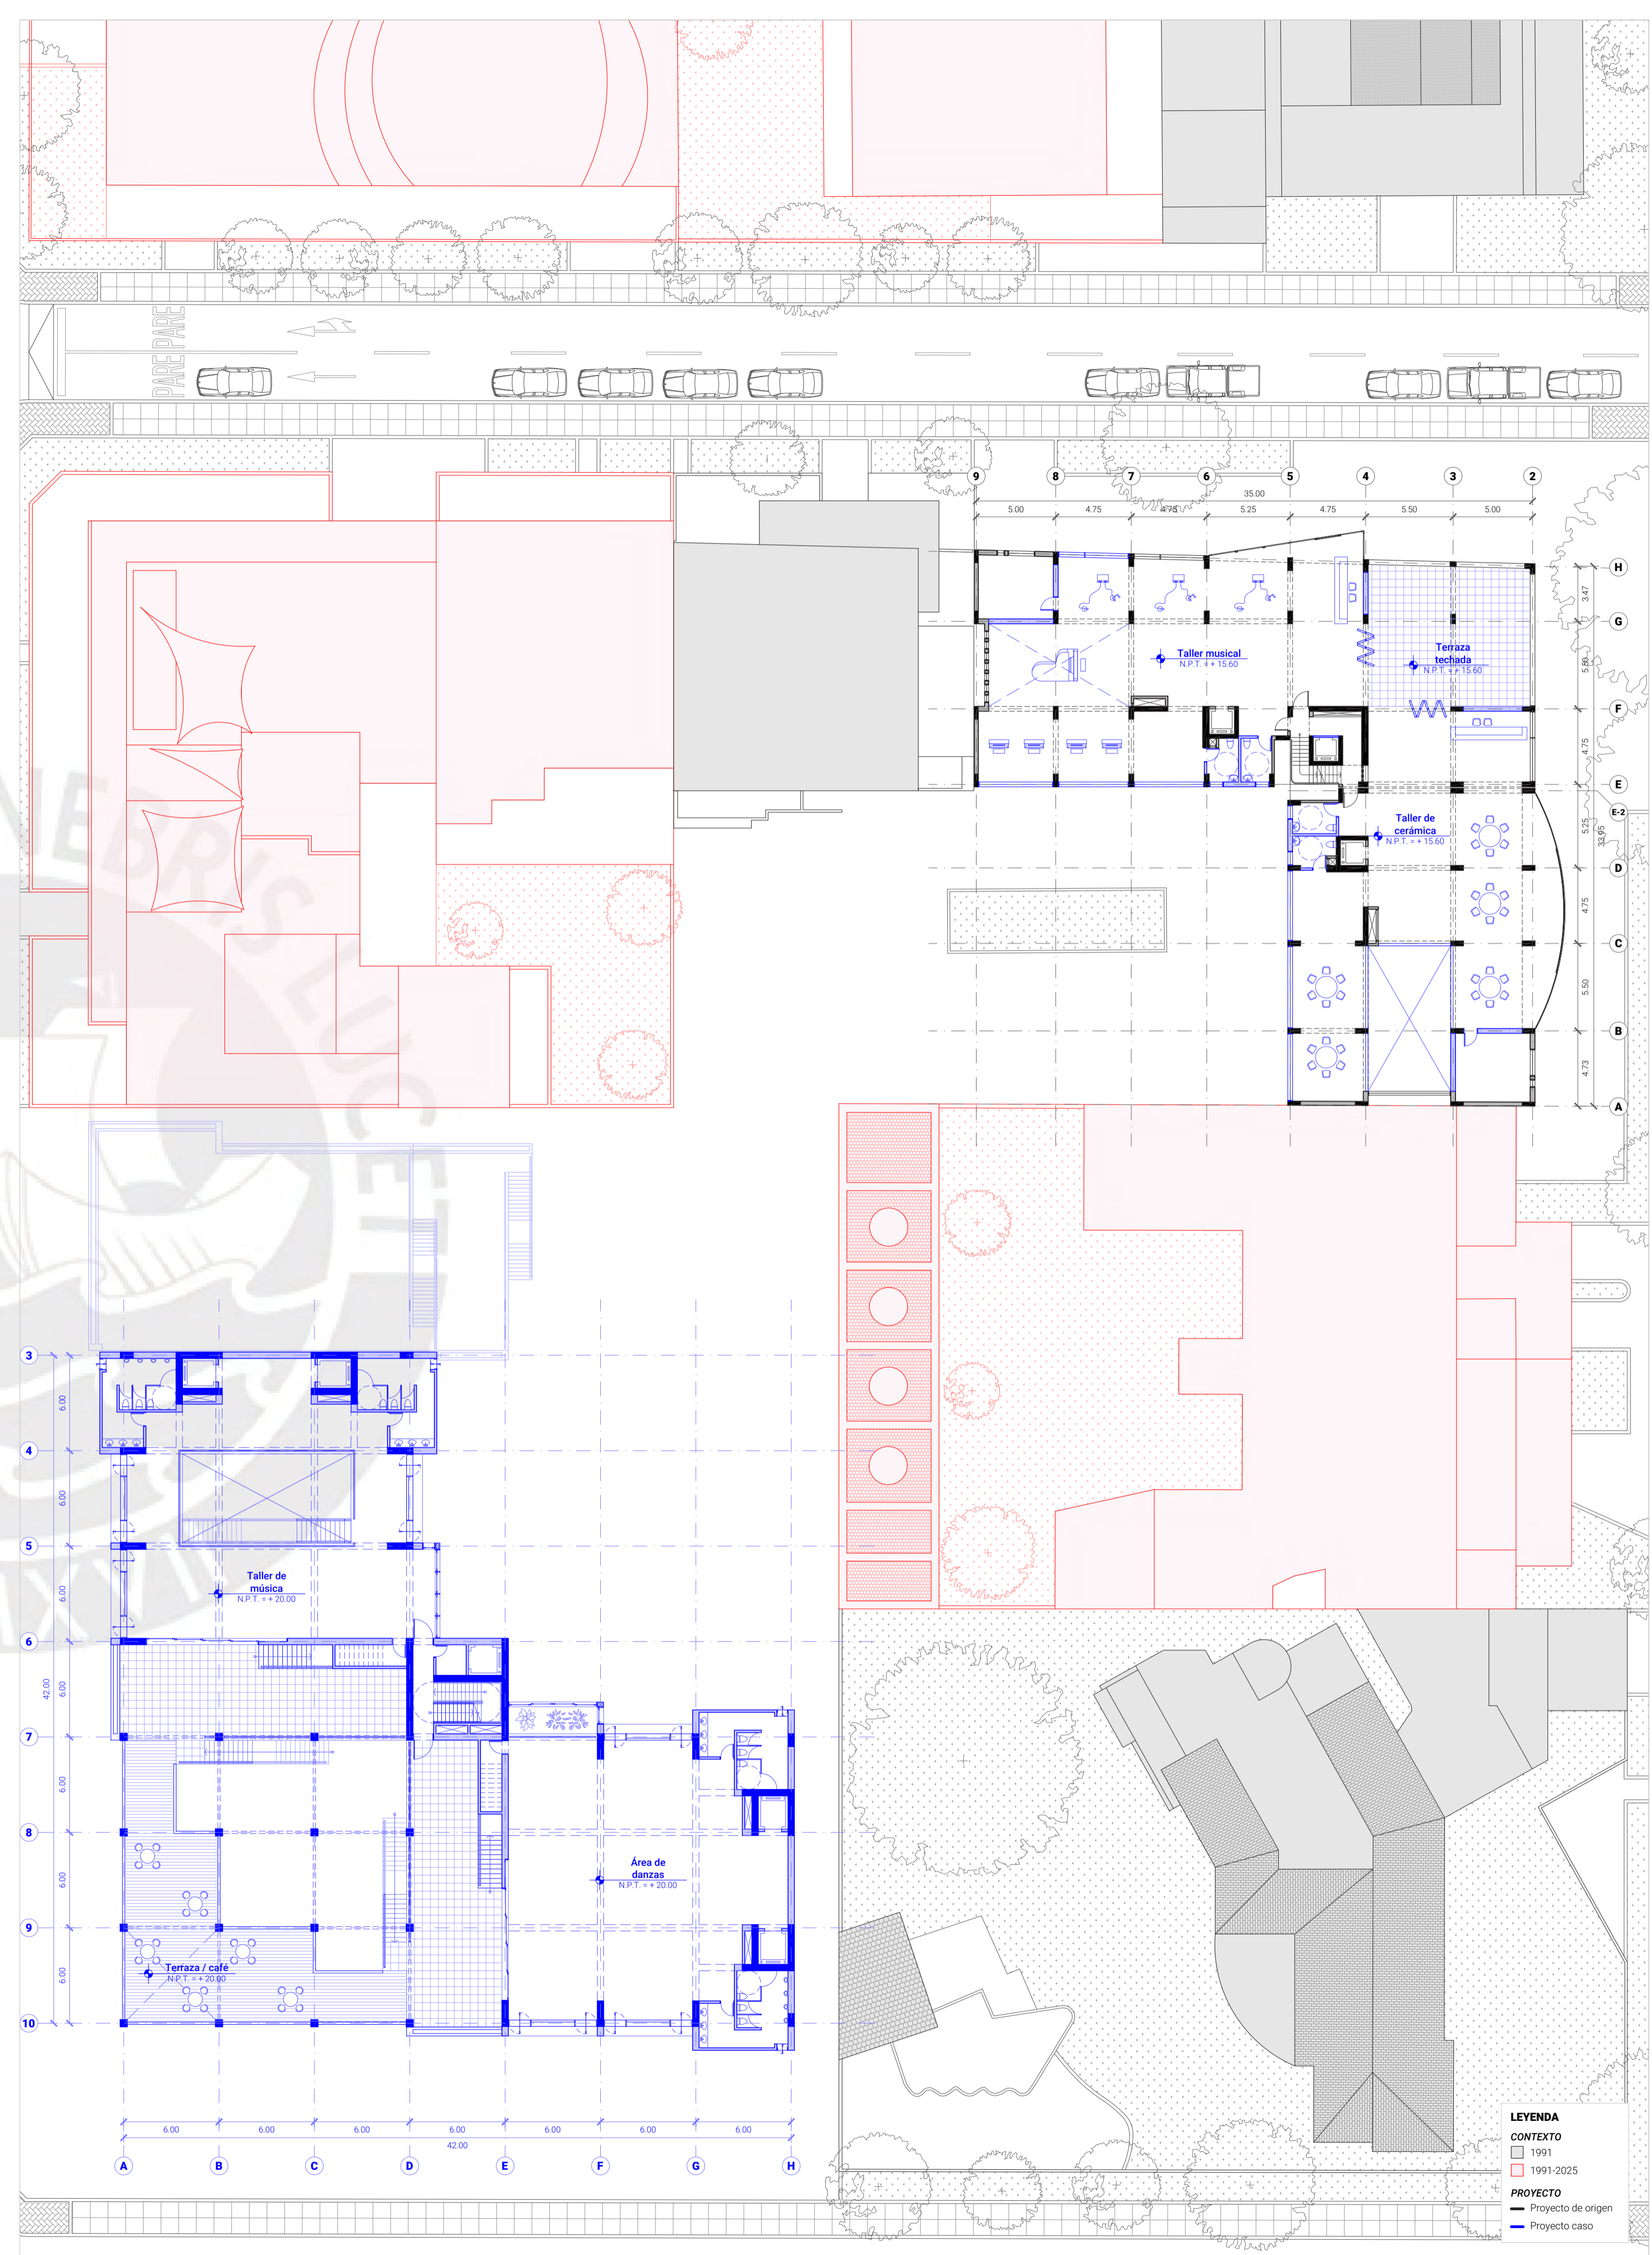 PARE PARE
9 8 7 6 5 4 3 2
35.00
5.00 4.75 4.75 5.25 4.75 5.50 5.00
H
3.47
G
Taller musical
N.P.T. = + 15.60
Terraza
techada
N.P.T. = + 15.60
5.60
F
4.75
E
E-2
Taller de
cerámica
N.P.T. = + 15.60
5.25
33.95
D
4.75
C
5.50
B
4.73
A
NEBRIS LUCET
MXVII
3
6.00
4
6.00
5
Taller de
música
N.P.T. = + 20.00
6.00
6
42.00
6.00
7
6.00
8
Área de
danzas
N.P.T. = + 20.00
6.00
9
Terraza / café
N.P.T. = + 20.00
6.00
10
6.00 6.00 6.00 6.00 6.00 6.00 6.00
42.00
A B C D E F G H
LEYENDA
CONTEXTO
1991
1991-2025
PROYECTO
Proyecto de origen
Proyecto caso